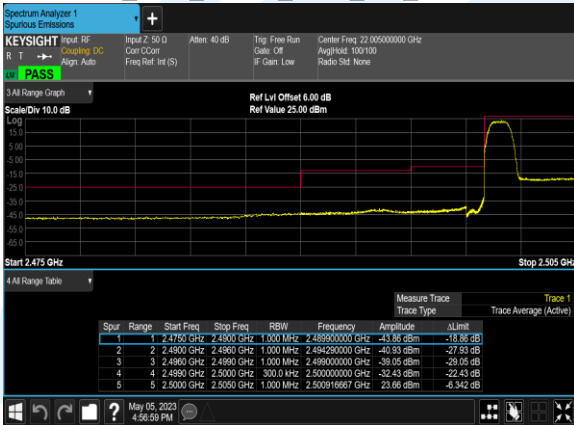 Spectrum Analyzer 1
Spurious Emissions
+
KEYSIGHT Input: RF Input Z: 50 Ω Atten: 40 dB Trig: Free Run Center Freq: 22.005000000 GHz
R T Coupling: DC Corr CCorr Gate: Off Avg|Hold: 100/100
Align: Auto Freq Ref: Int (S) IF Gain: Low Radio Std: None
LXI PASS
3 All Range Graph
Ref Lvl Offset 6.00 dB
Scale/Div 10.0 dB Ref Value 25.00 dBm
Log
15.0
5.00
-5.00
-15.0
-25.0
-35.0
-45.0
-55.0
-65.0
Start 2.475 GHz Stop 2.505 GHz
4 All Range Table
Measure Trace Trace 1
Trace Type Trace Average (Active)
Spur Range Start Freq Stop Freq RBW Frequency Amplitude ΔLimit
1 1 2.4750 GHz 2.4900 GHz 1.000 MHz 2.489900000 GHz -43.86 dBm -18.86 dB
2 2 2.4900 GHz 2.4960 GHz 1.000 MHz 2.494290000 GHz -40.93 dBm -27.93 dB
3 3 2.4960 GHz 2.4990 GHz 1.000 MHz 2.499000000 GHz -39.05 dBm -29.05 dB
4 4 2.4990 GHz 2.5000 GHz 300.0 kHz 2.500000000 GHz -32.43 dBm -22.43 dB
5 5 2.5000 GHz 2.5050 GHz 1.000 MHz 2.500916667 GHz 23.66 dBm -6.342 dB
? May 05, 2023
4:56:59 PM